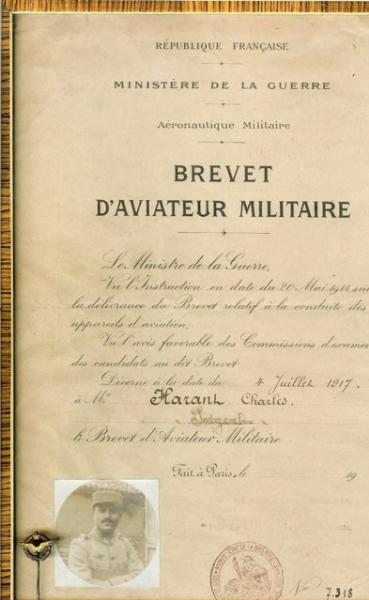 RÉPUBLIQUE FRANÇAISE
MINISTÈRE DE LA GUERRE
Aéronautique Militaire
BREVET
D'AVIATEUR MILITAIRE
Le Ministre de la Guerre,
Vu l'Instruction en date du 20 Mai 1914 sur
la délivrance du Brevet relatif à la conduite des
appareils d'aviation;
Vu l'avis favorable des Commissions d'examen
des candidats au dit Brevet
Décerne à la date du 4 Juillet 1917.
à Mr Harant Charles.
Sergent
le Brevet d'Aviateur Militaire
Fait à Paris, le 19
No 7.318